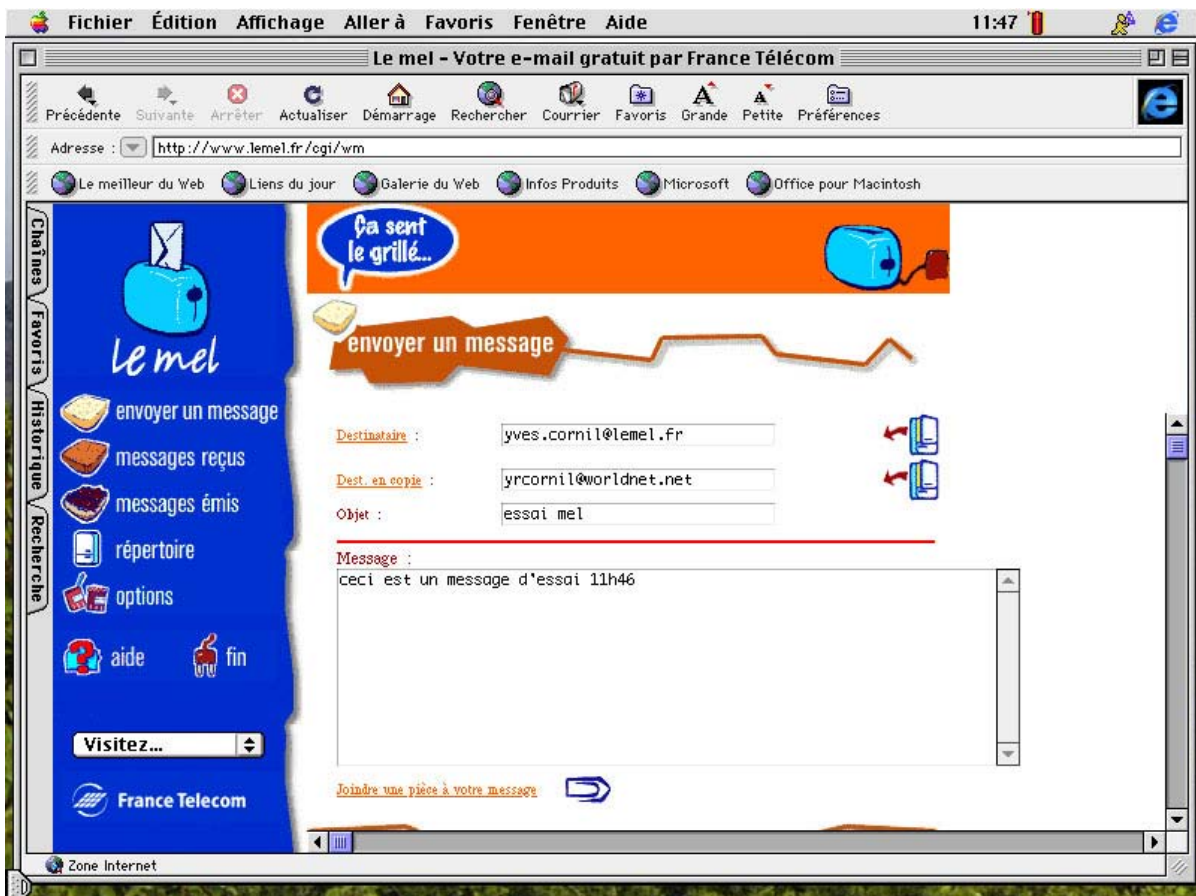 Fichier Édition Affichage Aller à Favoris Fenêtre Aide 11:47
Le mel - Votre e-mail gratuit par France Télécom
Précédente Suivante Arrêter Actualiser Démarrage Rechercher Courrier Favoris Grande Petite Préférences
Adresse : http://www.lemel.fr/cgi/wm
Le meilleur du Web Liens du jour Galerie du Web Infos Produits Microsoft Office pour Macintosh
Chaînes
Favoris
Historique
Recherche
Le mel
envoyer un message
messages reçus
messages émis
répertoire
options
aide fin
Visitez...
France Telecom
Ça sent
le grillé...
envoyer un message
Destinataire : yves.cornil@lemel.fr
Dest. en copie : yrcornil@worldnet.net
Objet : essai mel
Message :
ceci est un message d'essai 11h46
Joindre une pièce à votre message
Zone Internet